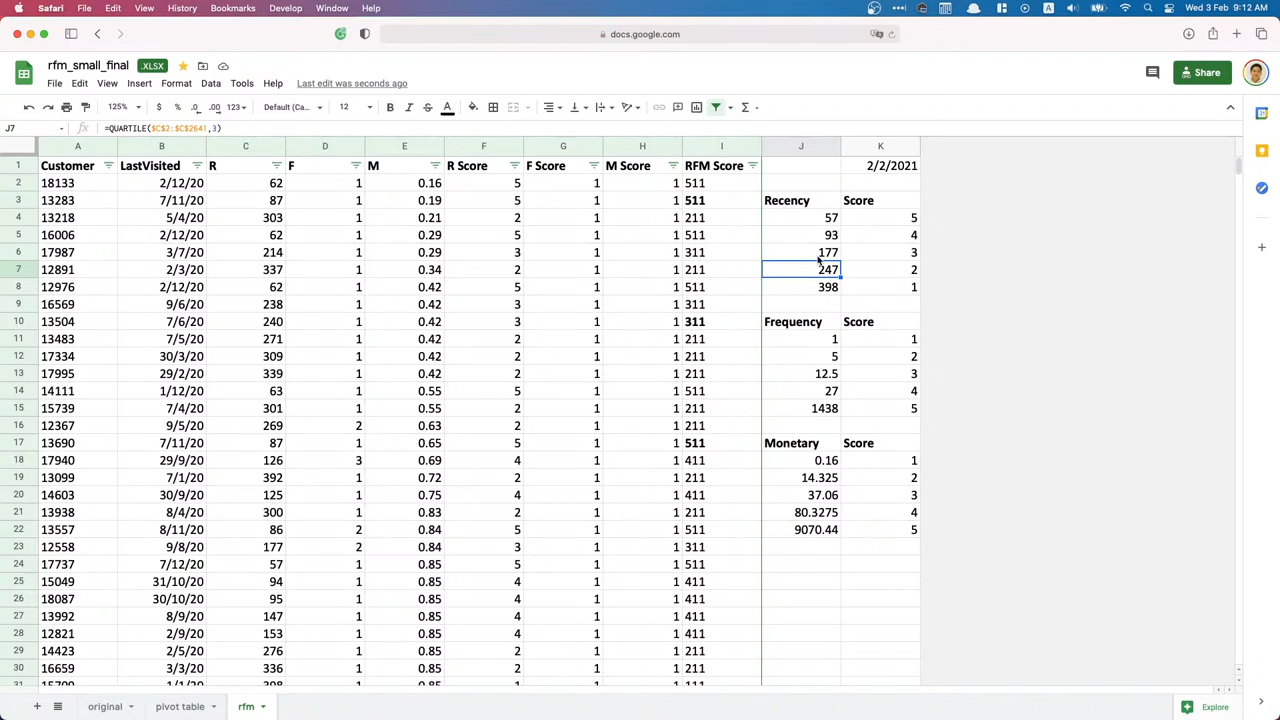 Safari File Edit View History Bookmarks Develop Window Help A Wed 3 Feb 9:12 AM
docs.google.com
rfm_small_final .XLSX
File Edit View Insert Format Data Tools Help Last edit was seconds ago
Share
125% $ % .0 .00 123 Default (Ca... 12 B I S A Σ
J7 fx =QUARTILE($C$2:$C$2641,3)
A B C D E F G H I J K
1 Customer LastVisited R F M R Score F Score M Score RFM Score 2/2/2021
2 18133 2/12/20 62 1 0.16 5 1 1 511
3 13283 7/11/20 87 1 0.19 5 1 1 511 Recency Score
4 13218 5/4/20 303 1 0.21 2 1 1 211 57 5
5 16006 2/12/20 62 1 0.29 5 1 1 511 93 4
6 17987 3/7/20 214 1 0.29 3 1 1 311 177 3
7 12891 2/3/20 337 1 0.34 2 1 1 211 247 2
8 12976 2/12/20 62 1 0.42 5 1 1 511 398 1
9 16569 9/6/20 238 1 0.42 3 1 1 311
10 13504 7/6/20 240 1 0.42 3 1 1 311 Frequency Score
11 13483 7/5/20 271 1 0.42 2 1 1 211 1 1
12 17334 30/3/20 309 1 0.42 2 1 1 211 5 2
13 17995 29/2/20 339 1 0.42 2 1 1 211 12.5 3
14 14111 1/12/20 63 1 0.55 5 1 1 511 27 4
15 15739 7/4/20 301 1 0.55 2 1 1 211 1438 5
16 12367 9/5/20 269 2 0.63 2 1 1 211
17 13690 7/11/20 87 1 0.65 5 1 1 511 Monetary Score
18 17940 29/9/20 126 3 0.69 4 1 1 411 0.16 1
19 13099 7/1/20 392 1 0.72 2 1 1 211 14.325 2
20 14603 30/9/20 125 1 0.75 4 1 1 411 37.06 3
21 13938 8/4/20 300 1 0.83 2 1 1 211 80.3275 4
22 13557 8/11/20 86 2 0.84 5 1 1 511 9070.44 5
23 12558 9/8/20 177 2 0.84 3 1 1 311
24 17737 7/12/20 57 1 0.85 5 1 1 511
25 15049 31/10/20 94 1 0.85 4 1 1 411
26 18087 30/10/20 95 1 0.85 4 1 1 411
27 13992 8/9/20 147 1 0.85 4 1 1 411
28 12821 2/9/20 153 1 0.85 4 1 1 411
29 14423 2/5/20 276 1 0.85 2 1 1 211
30 16659 3/3/20 336 1 0.85 2 1 1 211
original pivot table rfm Explore